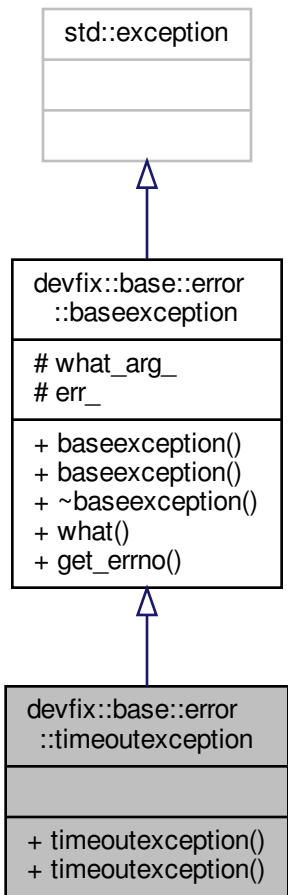 std::exception
devfix::base::error
::baseexception
# what_arg_
# err_
+ baseexception()
+ baseexception()
+ ~baseexception()
+ what()
+ get_errno()
devfix::base::error
::timeoutexception
+ timeoutexception()
+ timeoutexception()